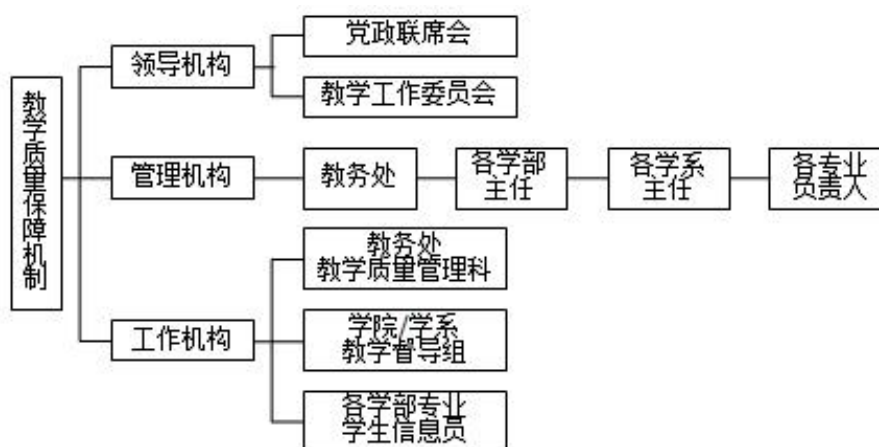 教学质量保障机制
领导机构
党政联席会
教学工作委员会
管理机构
教务处
各学部
主任
各学系
主任
各专业
负责人
工作机构
教务处
教学质量管理科
学院/学系
教学督导组
各学部专业
学生信息员